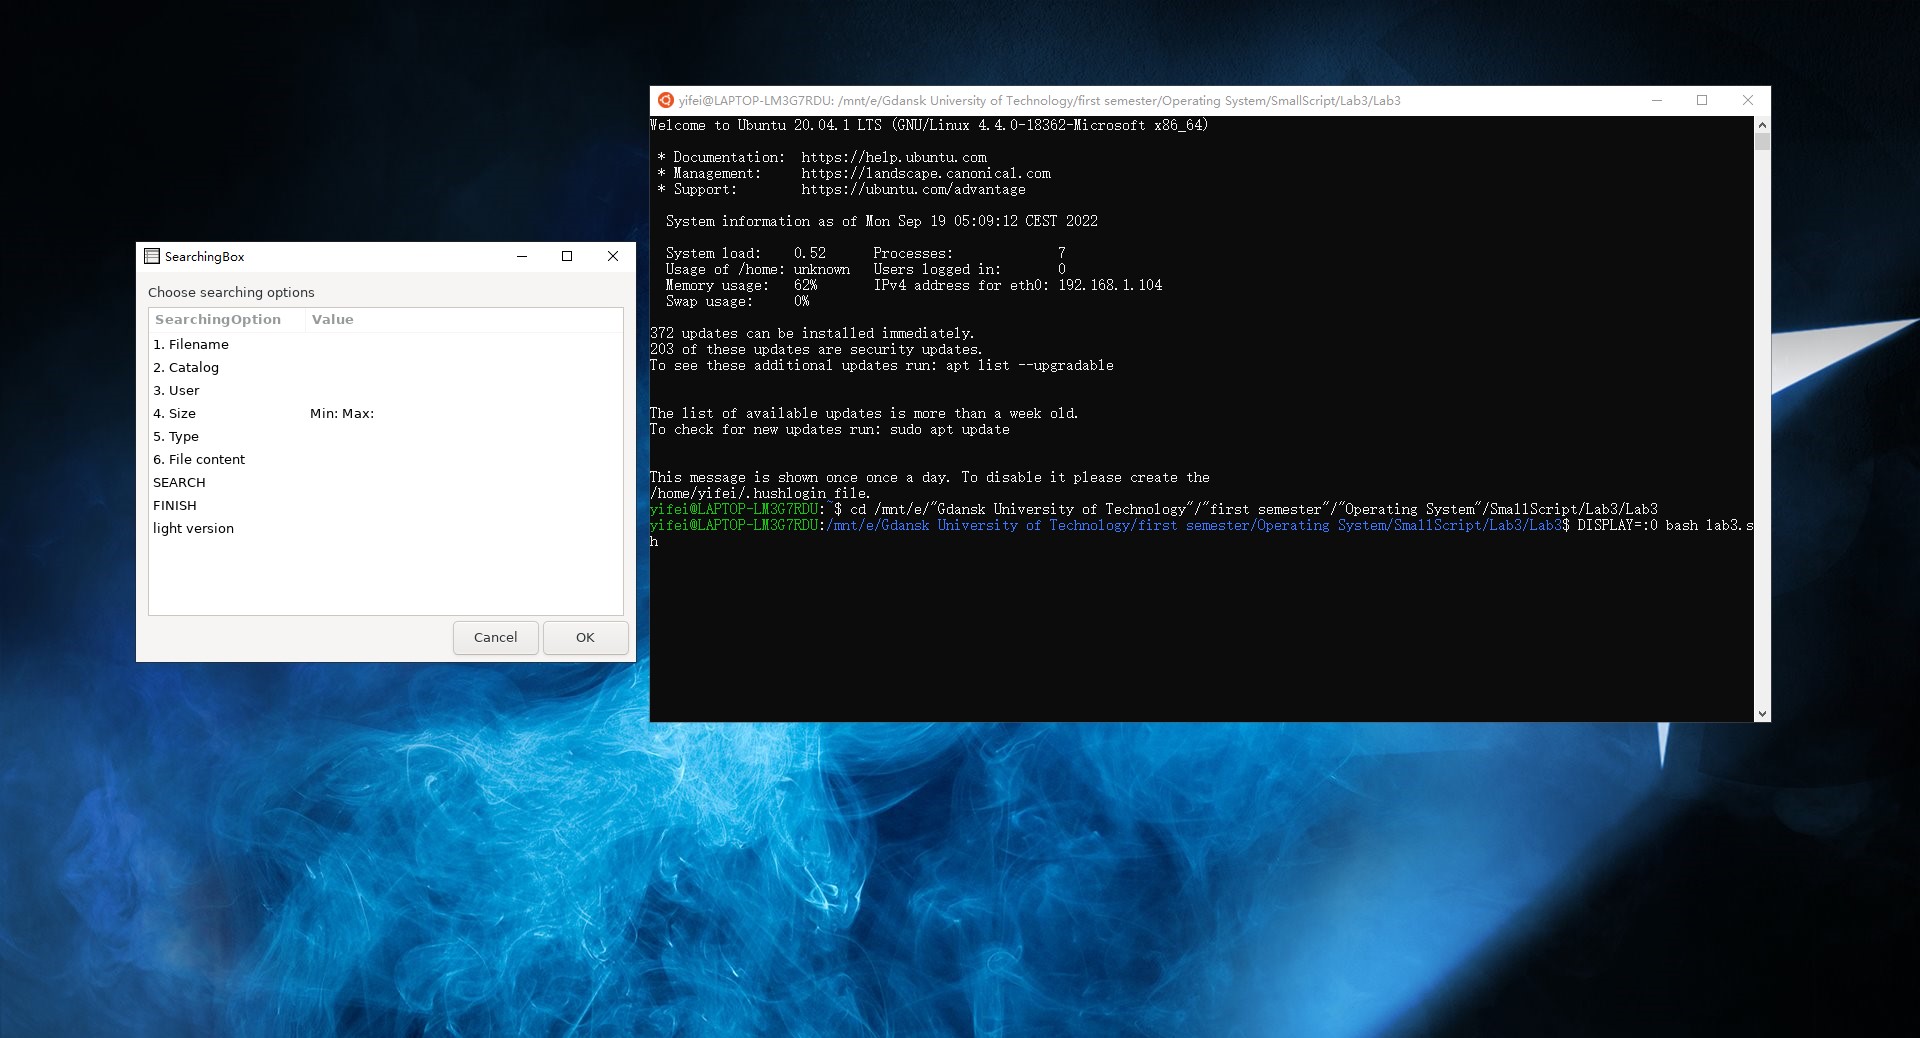 SearchingBox
Choose searching options
SearchingOption Value
1. Filename
2. Catalog
3. User
4. Size Min: Max:
5. Type
6. File content
SEARCH
FINISH
light version
Cancel OK
yifei@LAPTOP-LM3G7RDU: /mnt/e/Gdansk University of Technology/first semester/Operating System/SmallScript/Lab3/Lab3
Welcome to Ubuntu 20.04.1 LTS (GNU/Linux 4.4.0-18362-Microsoft x86_64)
* Documentation: https://help.ubuntu.com
* Management: https://landscape.canonical.com
* Support: https://ubuntu.com/advantage
System information as of Mon Sep 19 05:09:12 CEST 2022
System load: 0.52 Processes: 7
Usage of /home: unknown Users logged in: 0
Memory usage: 62% IPv4 address for eth0: 192.168.1.104
Swap usage: 0%
372 updates can be installed immediately.
203 of these updates are security updates.
To see these additional updates run: apt list --upgradable
The list of available updates is more than a week old.
To check for new updates run: sudo apt update
This message is shown once once a day. To disable it please create the
/home/yifei/.hushlogin file.
yifei@LAPTOP-LM3G7RDU:~$ cd /mnt/e/"Gdansk University of Technology"/"first semester"/"Operating System"/SmallScript/Lab3/Lab3
yifei@LAPTOP-LM3G7RDU:/mnt/e/Gdansk University of Technology/first semester/Operating System/SmallScript/Lab3/Lab3$ DISPLAY=:0 bash lab3.s
h